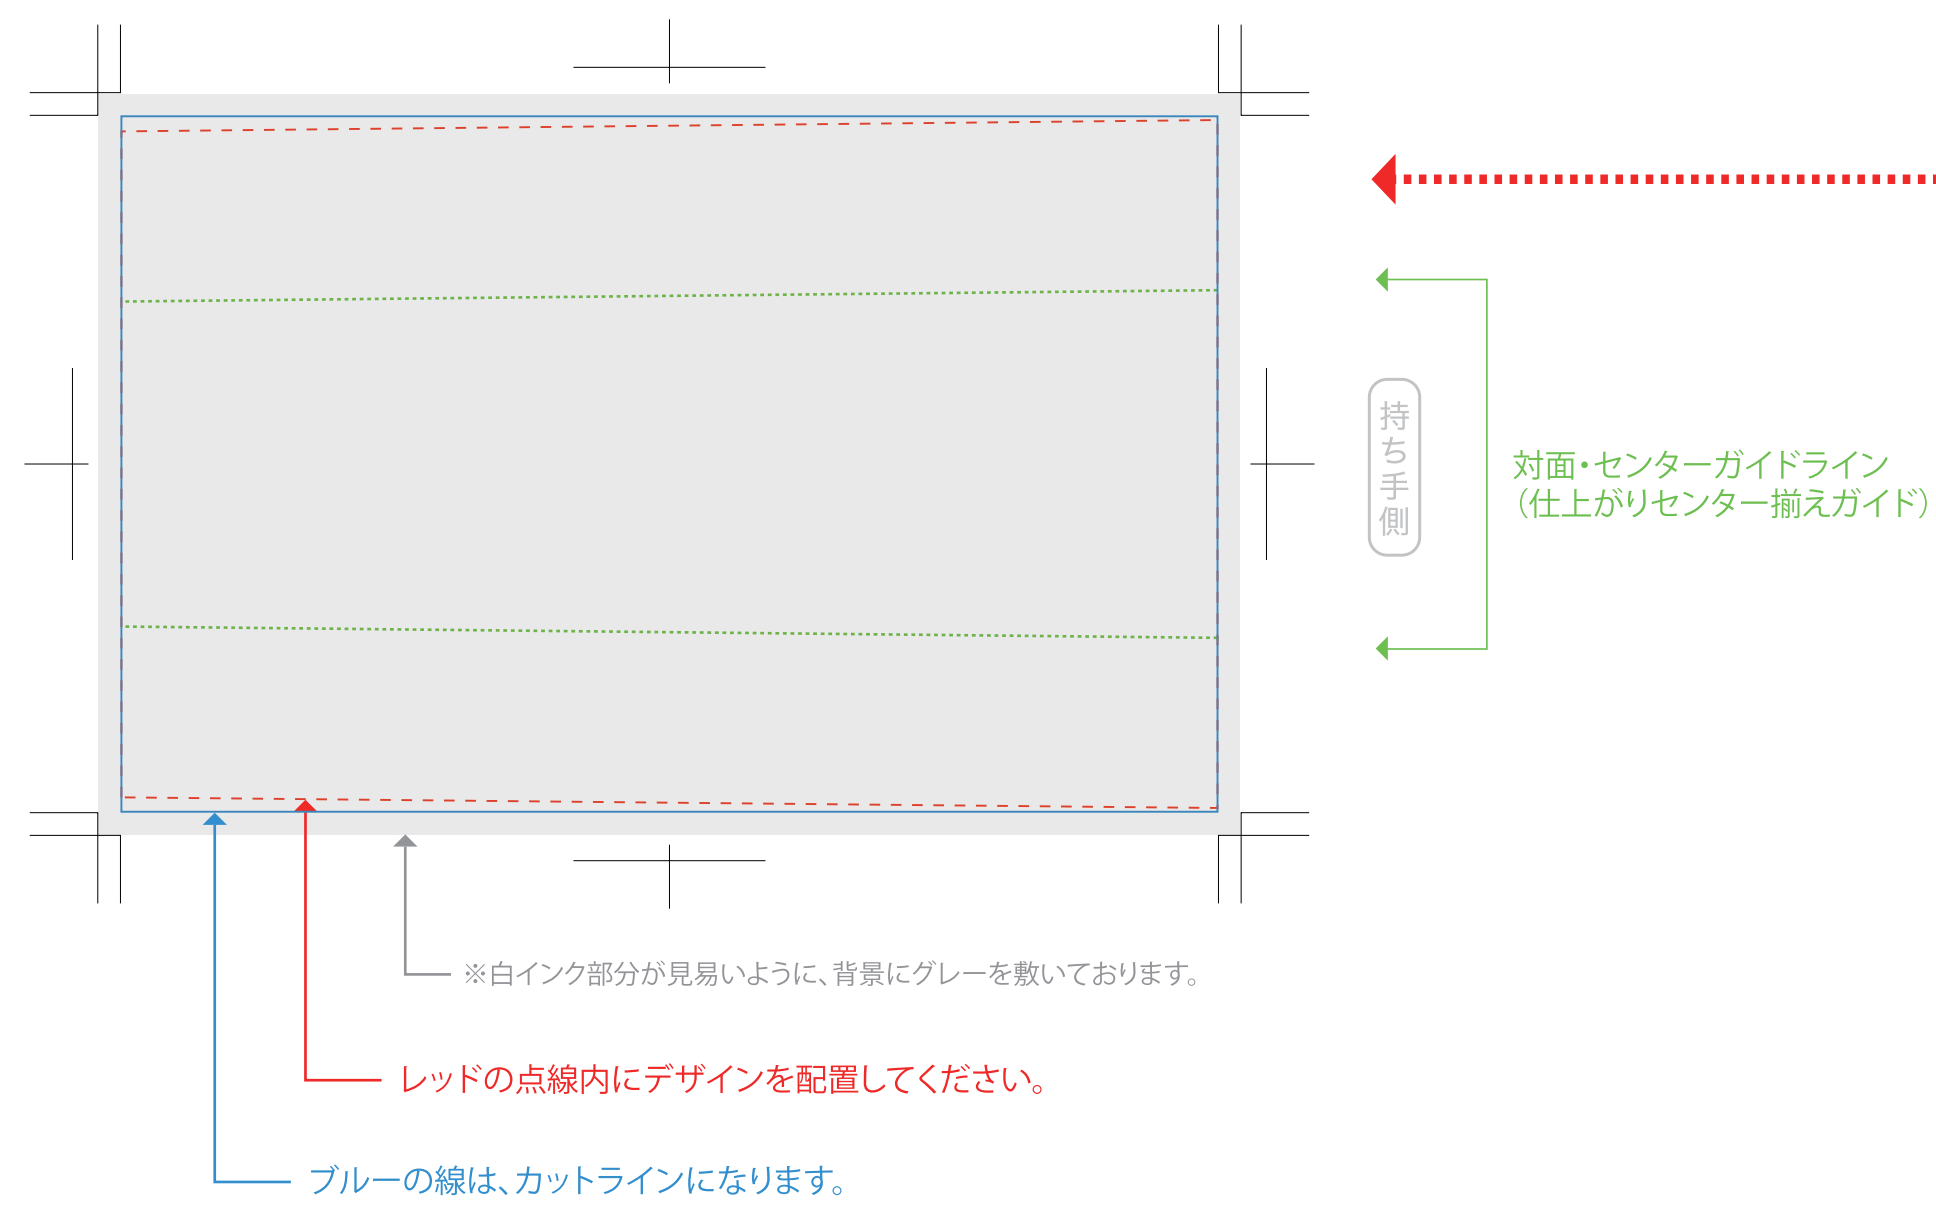 持ち手側
対面・センターガイドライン
（仕上がりセンター揃えガイド）
※白インク部分が見易いように、背景にグレーを敷いております。
レッドの点線内にデザインを配置してください。
ブルーの線は、カットラインになります。